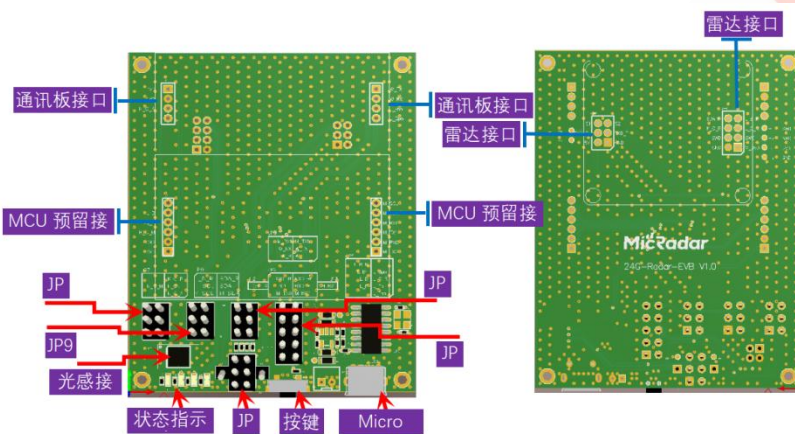 雷达接口
通讯板接口
通讯板接口
雷达接口
MCU 预留接
MCU 预留接
MicRadar
24G-Radar-EVB V1.0
JP
JP
JP9
JP
光感接
状态指示
JP
按键
Micro